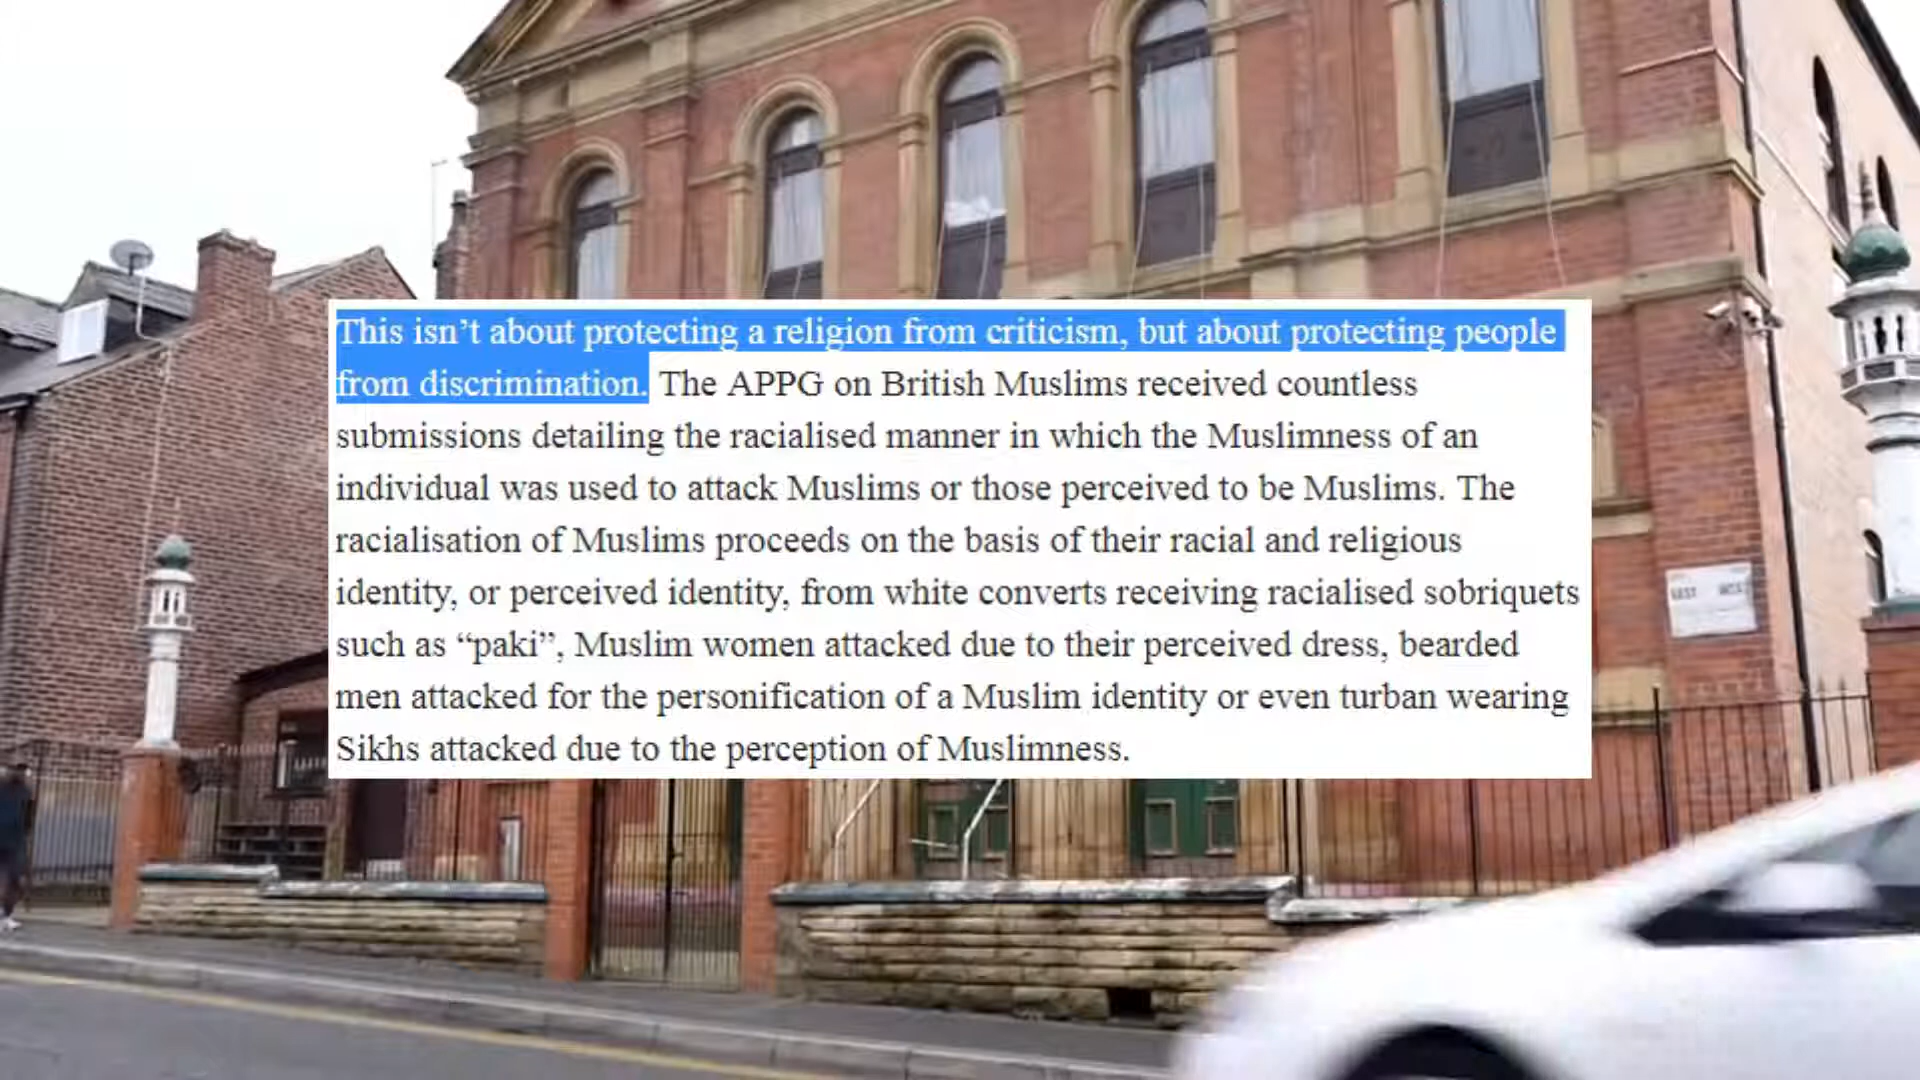 This isn’t about protecting a religion from criticism, but about protecting people
from discrimination. The APPG on British Muslims received countless
submissions detailing the racialised manner in which the Muslimness of an
individual was used to attack Muslims or those perceived to be Muslims. The
racialisation of Muslims proceeds on the basis of their racial and religious
identity, or perceived identity, from white converts receiving racialised sobriquets
such as “paki”, Muslim women attacked due to their perceived dress, bearded
men attacked for the personification of a Muslim identity or even turban wearing
Sikhs attacked due to the perception of Muslimness.